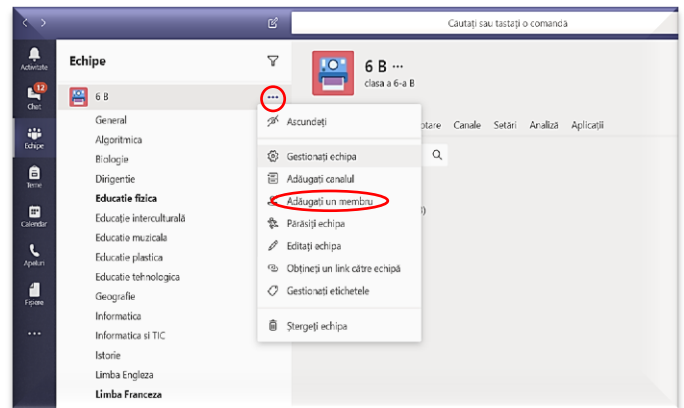 Căutați sau tastați o comandă
Activitate
12
Chat
Echipe
Teme
Calendar
Apeluri
Fișiere
Echipe
6 B
General
Algoritmica
Biologie
Dirigentie
Educatie fizica
Educație interculturală
Educatie muzicala
Educatie plastica
Educatie tehnologica
Geografie
Informatica
Informatica si TIC
Istorie
Limba Engleza
Limba Franceza
Ascundeți
Gestionați echipa
Adăugați canalul
Adăugați un membru
Părăsiți echipa
Editați echipa
Obțineți un link către echipă
Gestionați etichetele
Ștergeți echipa
6 B
clasa a 6-a B
Canale Setări Analiză Aplicații